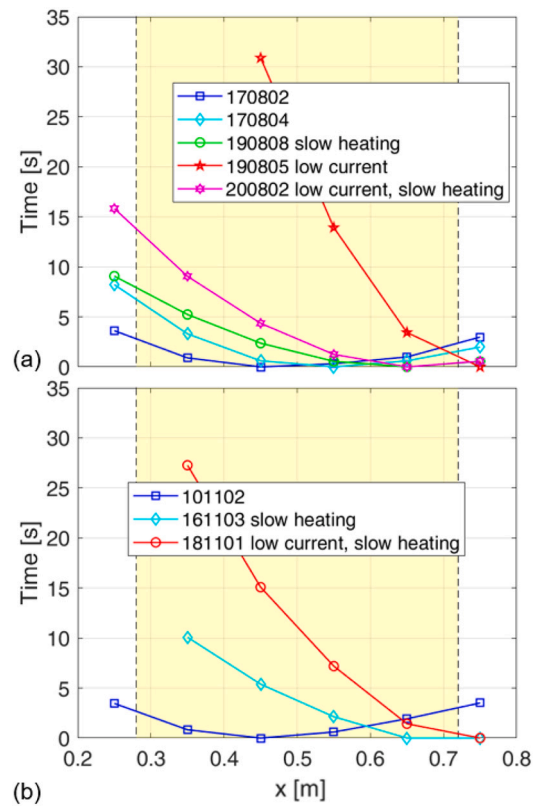 35
30
25
20
15
10
5
0
Time [s]
170802
170804
190808 slow heating
190805 low current
200802 low current, slow heating
(a)
35
30
25
20
15
10
5
0
Time [s]
101102
161103 slow heating
181101 low current, slow heating
0.2 0.3 0.4 0.5 0.6 0.7 0.8
x [m]
(b)